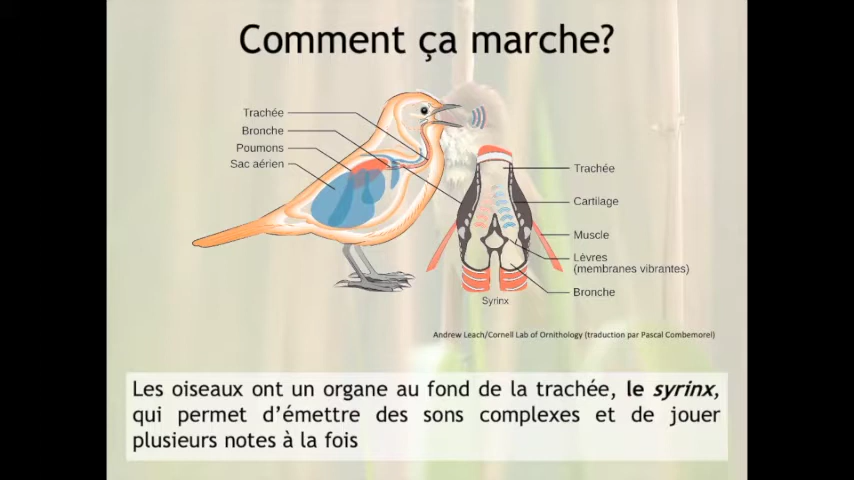 Comment ça marche?
Trachée
Bronche
Poumons
Sac aérien
Trachée
Cartilage
Muscle
Lèvres
(membranes vibrantes)
Bronche
Syrinx
Andrew Leach/Cornell Lab of Ornithology (traduction par Pascal Combemorel)
Les oiseaux ont un organe au fond de la trachée, le syrinx,
qui permet d’émettre des sons complexes et de jouer
plusieurs notes à la fois